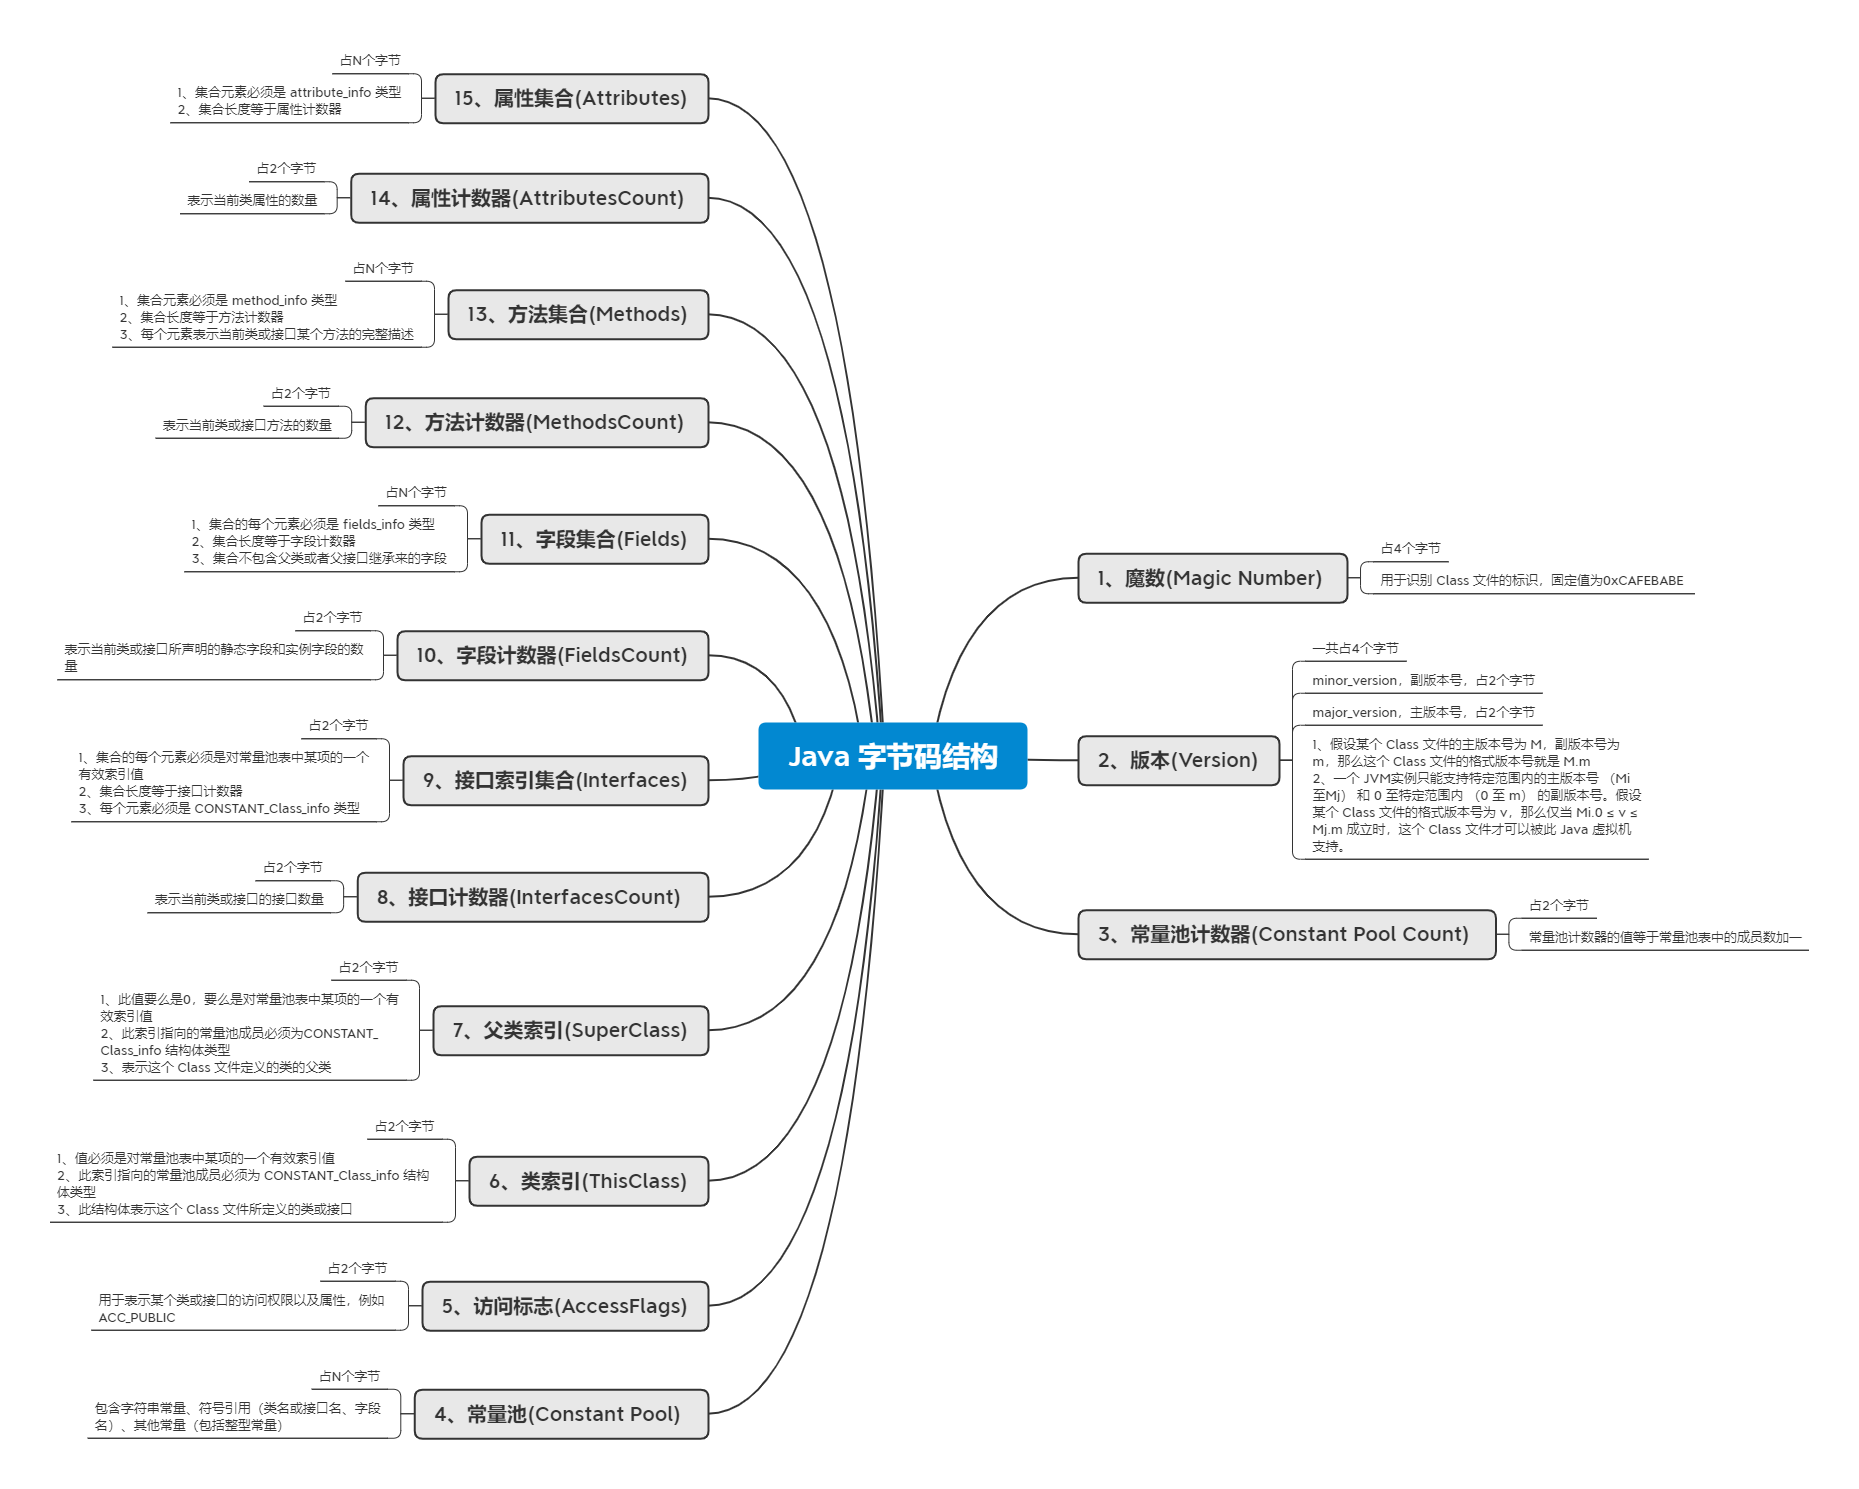 Java 字节码结构
1、魔数(Magic Number)
占4个字节
用于识别 Class 文件的标识，固定值为0xCAFEBABE
2、版本(Version)
一共占4个字节
minor_version，副版本号，占2个字节
major_version，主版本号，占2个字节
1、假设某个 Class 文件的主版本号为 M，副版本号为
m，那么这个 Class 文件的格式版本号就是 M.m
2、一个 JVM实例只能支持特定范围内的主版本号 （Mi
至Mj） 和 0 至特定范围内 （0 至 m） 的副版本号。假设
某个 Class 文件的格式版本号为 v，那么仅当 Mi.0 ≤ v ≤
Mj.m 成立时，这个 Class 文件才可以被此 Java 虚拟机
支持。
3、常量池计数器(Constant Pool Count)
占2个字节
常量池计数器的值等于常量池表中的成员数加一
4、常量池(Constant Pool)
占N个字节
包含字符串常量、符号引用（类名或接口名、字段
名）、其他常量（包括整型常量）
5、访问标志(AccessFlags)
占2个字节
用于表示某个类或接口的访问权限以及属性，例如
ACC_PUBLIC
6、类索引(ThisClass)
占2个字节
1、值必须是对常量池表中某项的一个有效索引值
2、此索引指向的常量池成员必须为 CONSTANT_Class_info 结构
体类型
3、此结构体表示这个 Class 文件所定义的类或接口
7、父类索引(SuperClass)
占2个字节
1、此值要么是0，要么是对常量池表中某项的一个有
效索引值
2、此索引指向的常量池成员必须为CONSTANT_
Class_info 结构体类型
3、表示这个 Class 文件定义的类的父类
8、接口计数器(InterfacesCount)
占2个字节
表示当前类或接口的接口数量
9、接口索引集合(Interfaces)
占2个字节
1、集合的每个元素必须是对常量池表中某项的一个
有效索引值
2、集合长度等于接口计数器
3、每个元素必须是 CONSTANT_Class_info 类型
10、字段计数器(FieldsCount)
占2个字节
表示当前类或接口所声明的静态字段和实例字段的数
量
11、字段集合(Fields)
占N个字节
1、集合的每个元素必须是 fields_info 类型
2、集合长度等于字段计数器
3、集合不包含父类或者父接口继承来的字段
12、方法计数器(MethodsCount)
占2个字节
表示当前类或接口方法的数量
13、方法集合(Methods)
占N个字节
1、集合元素必须是 method_info 类型
2、集合长度等于方法计数器
3、每个元素表示当前类或接口某个方法的完整描述
14、属性计数器(AttributesCount)
占2个字节
表示当前类属性的数量
15、属性集合(Attributes)
占N个字节
1、集合元素必须是 attribute_info 类型
2、集合长度等于属性计数器